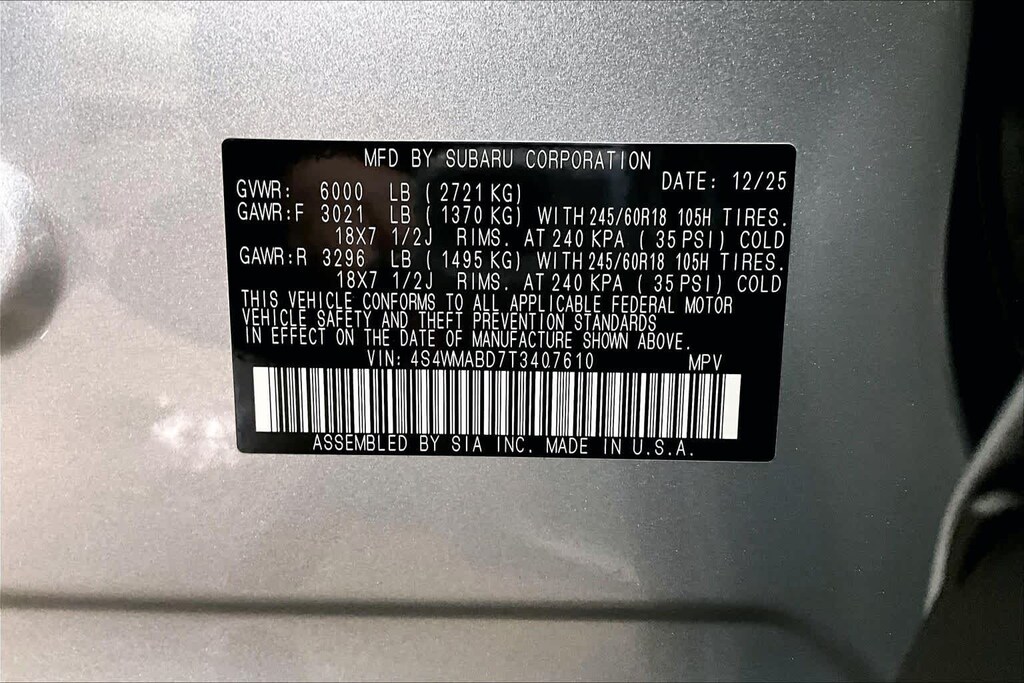 MFD BY SUBARU CORPORATION
DATE: 12/25
GVWR: 6000 LB (2721 KG)
GAWR:F 3021 LB (1370 KG) WITH 245/60R18 105H TIRES.
18X7 1/2J RIMS. AT 240 KPA (35 PSI) COLD
GAWR:R 3296 LB (1495 KG) WITH 245/60R18 105H TIRES.
18X7 1/2J RIMS. AT 240 KPA (35 PSI) COLD
THIS VEHICLE CONFORMS TO ALL APPLICABLE FEDERAL MOTOR
VEHICLE SAFETY AND THEFT PREVENTION STANDARDS
IN EFFECT ON THE DATE OF MANUFACTURE SHOWN ABOVE.
VIN: 4S4WMABD7T3407610 MPV
ASSEMBLED BY SIA INC. MADE IN U.S.A.